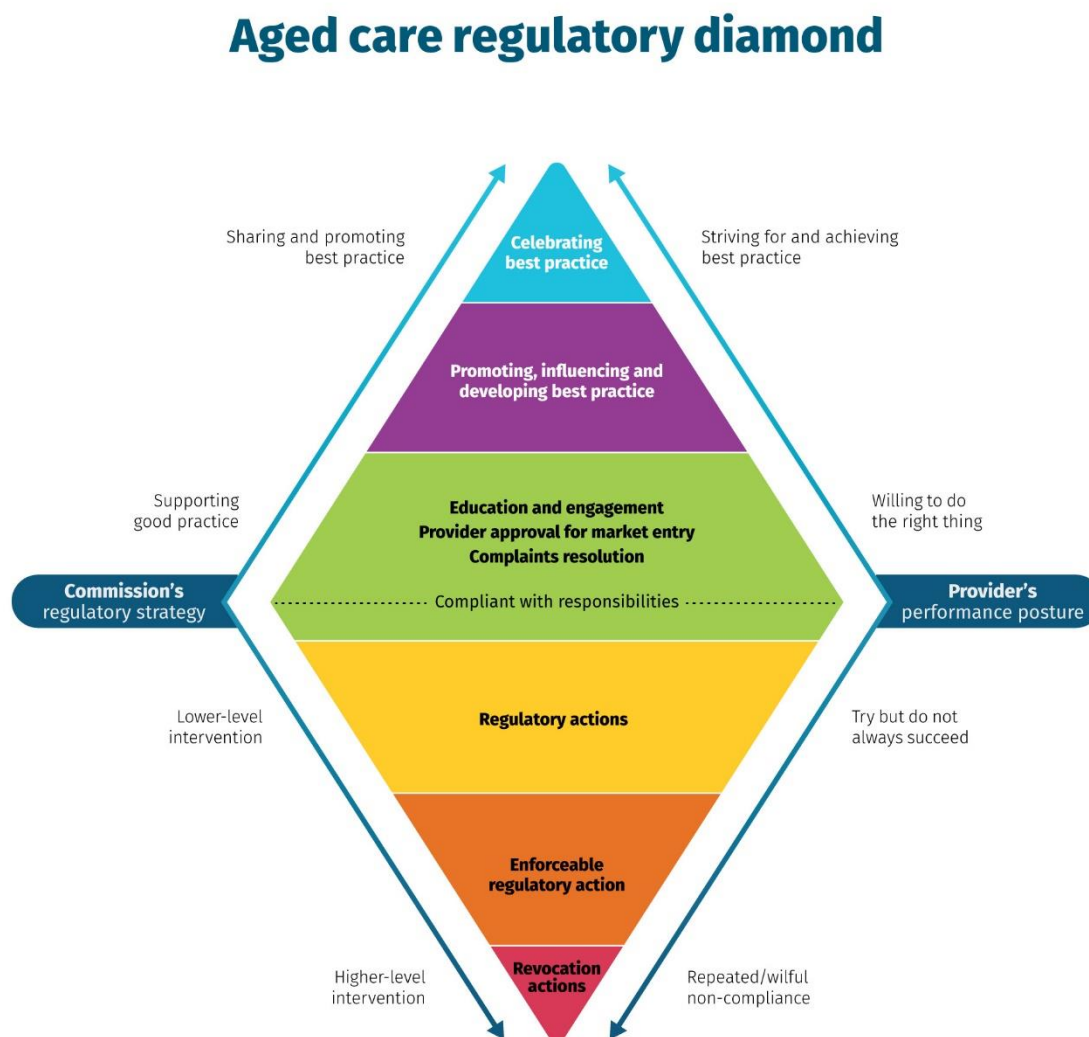 Aged care regulatory diamond
Sharing and promoting
best practice
Celebrating
best practice
Striving for and achieving
best practice
Promoting, influencing and
developing best practice
Supporting
good practice
Education and engagement
Provider approval for market entry
Complaints resolution
Willing to do
the right thing
Commission's
regulatory strategy
Compliant with responsibilities
Provider's
performance posture
Lower-level
intervention
Regulatory actions
Try but do not
always succeed
Enforceable
regulatory action
Higher-level
intervention
Revocation
actions
Repeated/wilful
non-compliance